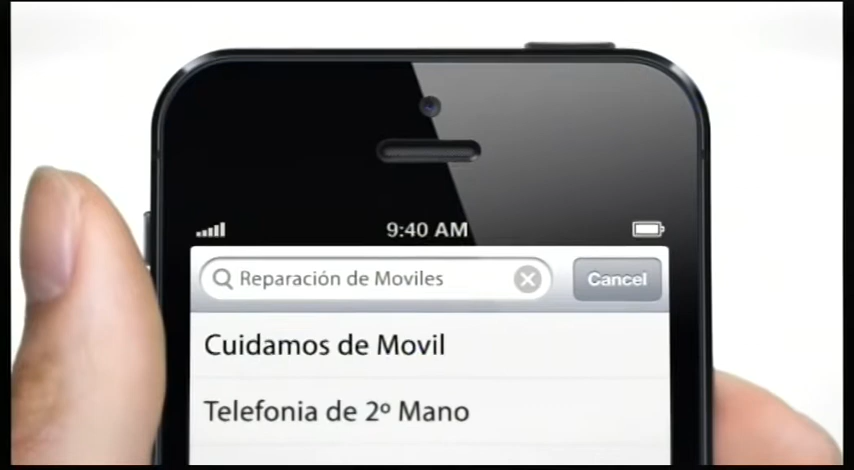 9:40 AM
Reparación de Moviles
Cancel
Cuidamos de Movil
Telefonia de 2º Mano